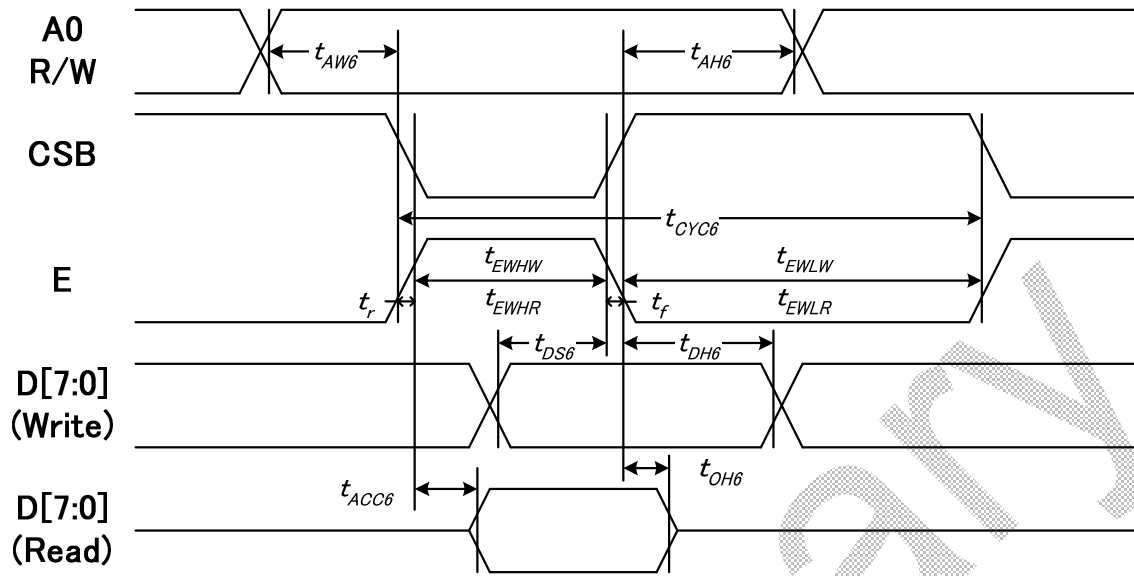 A0
R/W
t_AW6
t_AH6
CSB
t_CYC6
E
t_EWHW
t_EWLW
t_r
t_EWHR
t_f
t_EWLR
t_DS6
t_DH6
D[7:0]
(Write)
t_ACC6
t_OH6
D[7:0]
(Read)
ary